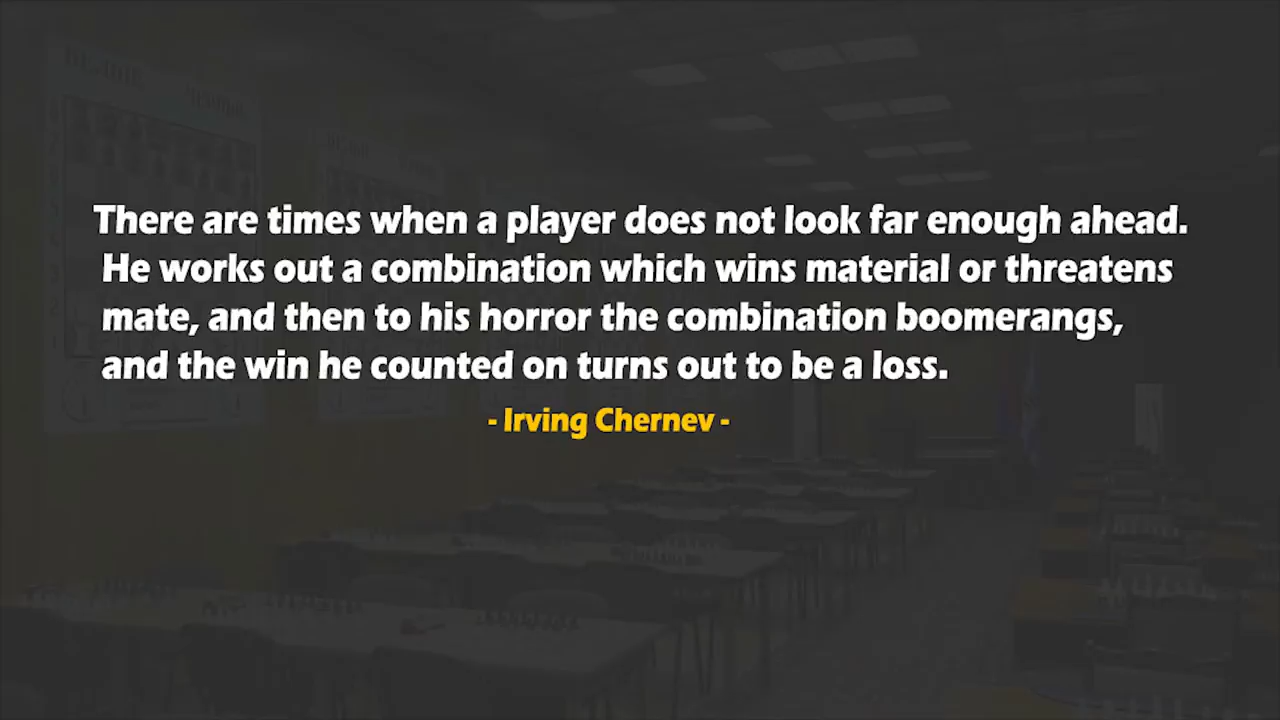 There are times when a player does not look far enough ahead.
He works out a combination which wins material or threatens
mate, and then to his horror the combination boomerangs,
and the win he counted on turns out to be a loss.
- Irving Chernev -